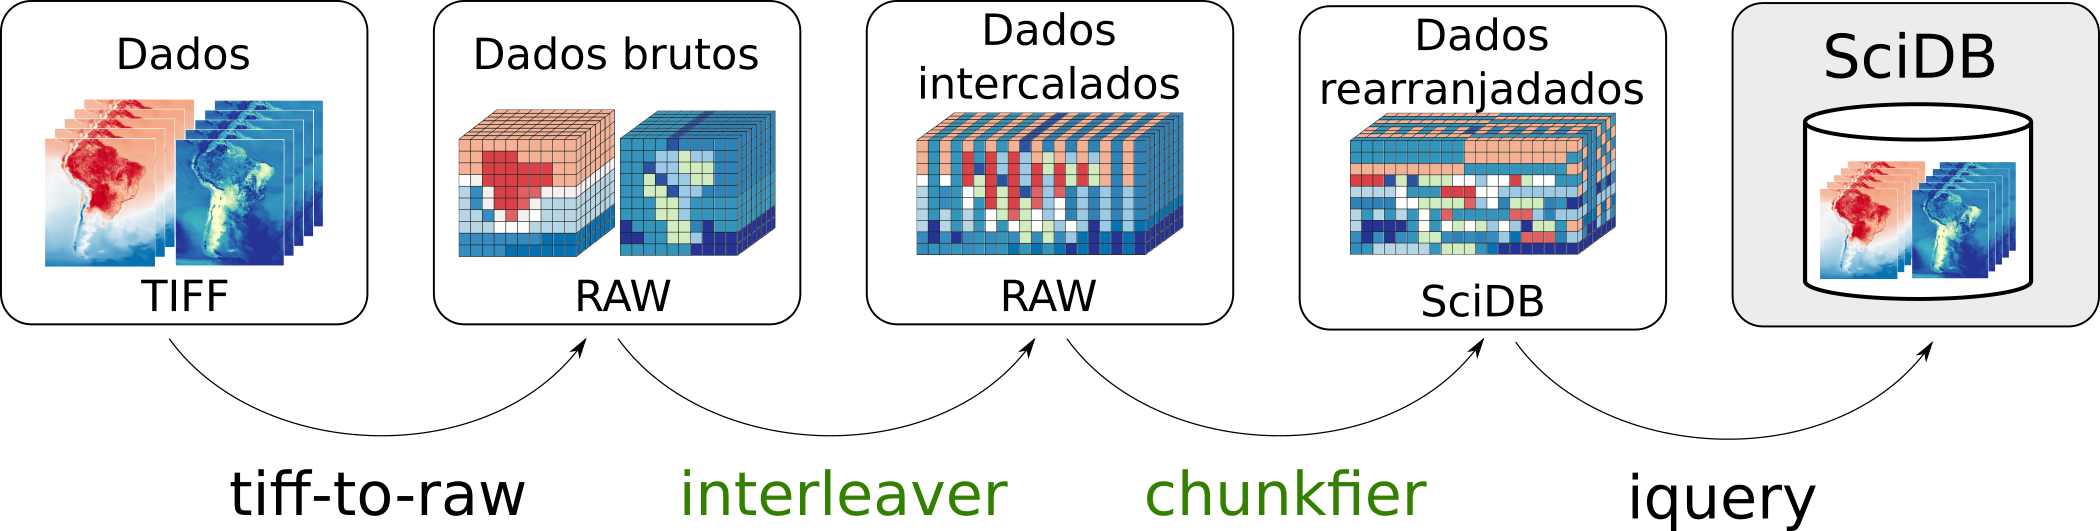 Dados
TIFF
Dados brutos
RAW
Dados
intercalados
RAW
Dados
rearranjadados
SciDB
SciDB
tiff-to-raw
interleaver
chunkfier
iquery